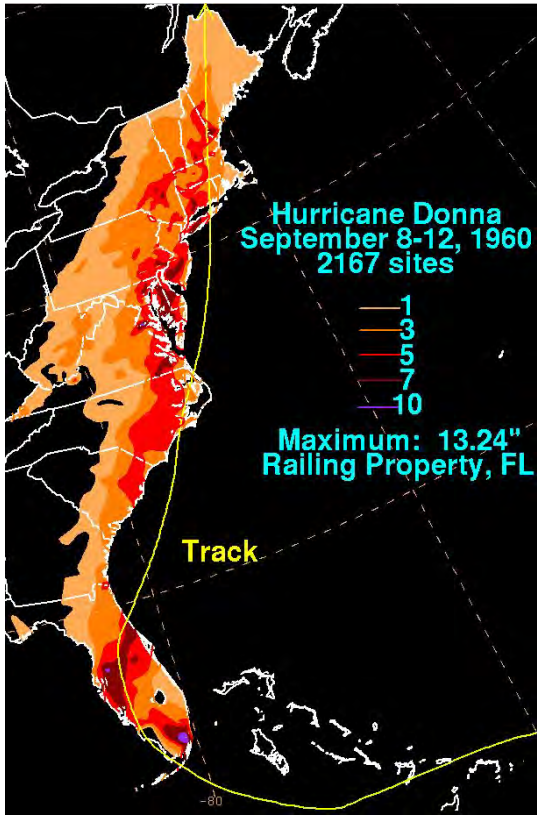 Hurricane Donna
September 8-12, 1960
2167 sites
1
3
5
7
10
Maximum: 13.24"
Railing Property, FL
Track
-80